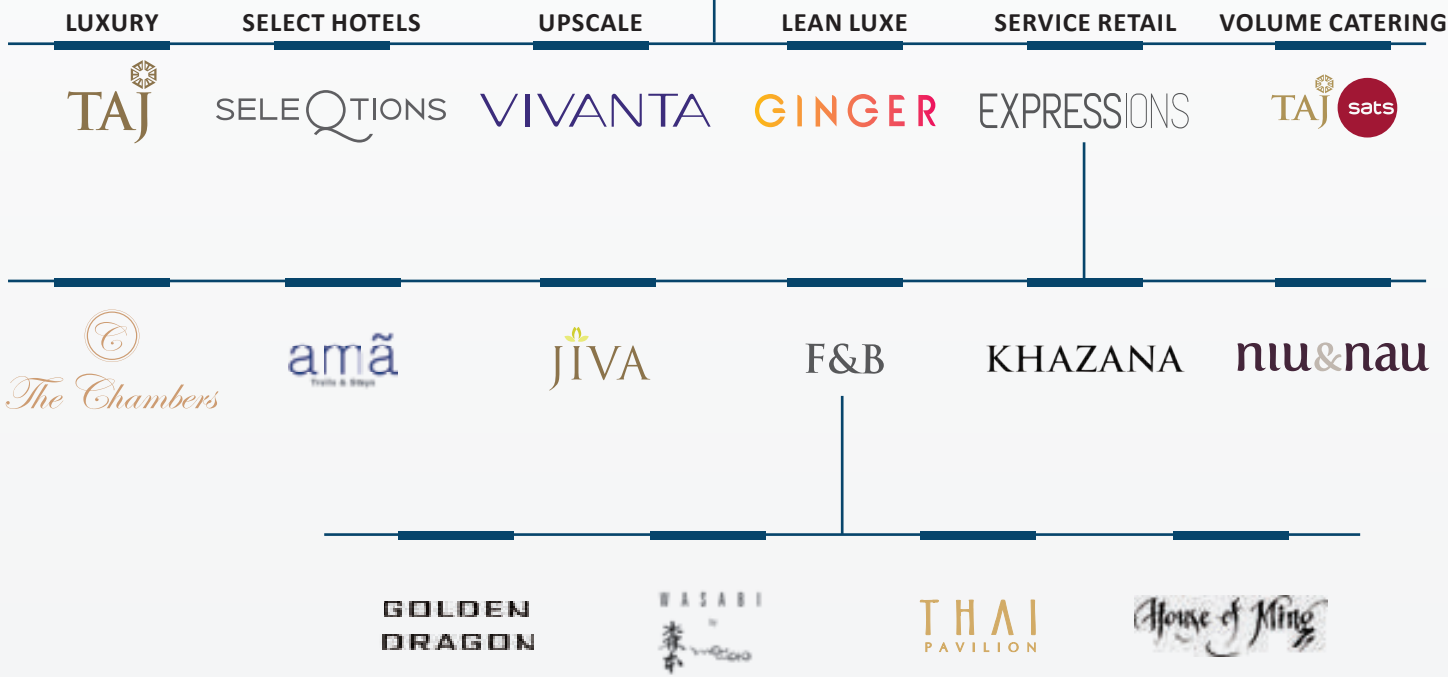 LUXURY
SELECT HOTELS
UPSCALE
LEAN LUXE
SERVICE RETAIL
VOLUME CATERING
TAJ
SELEQTIONS
VIVANTA
GINGER
EXPRESSIONS
TAJ sats
C
The Chambers
amã
Trails & Stays
JIVA
F&B
KHAZANA
niu&nau
GOLDEN
DRAGON
WASABI
by
THAI
PAVILION
House of Ming